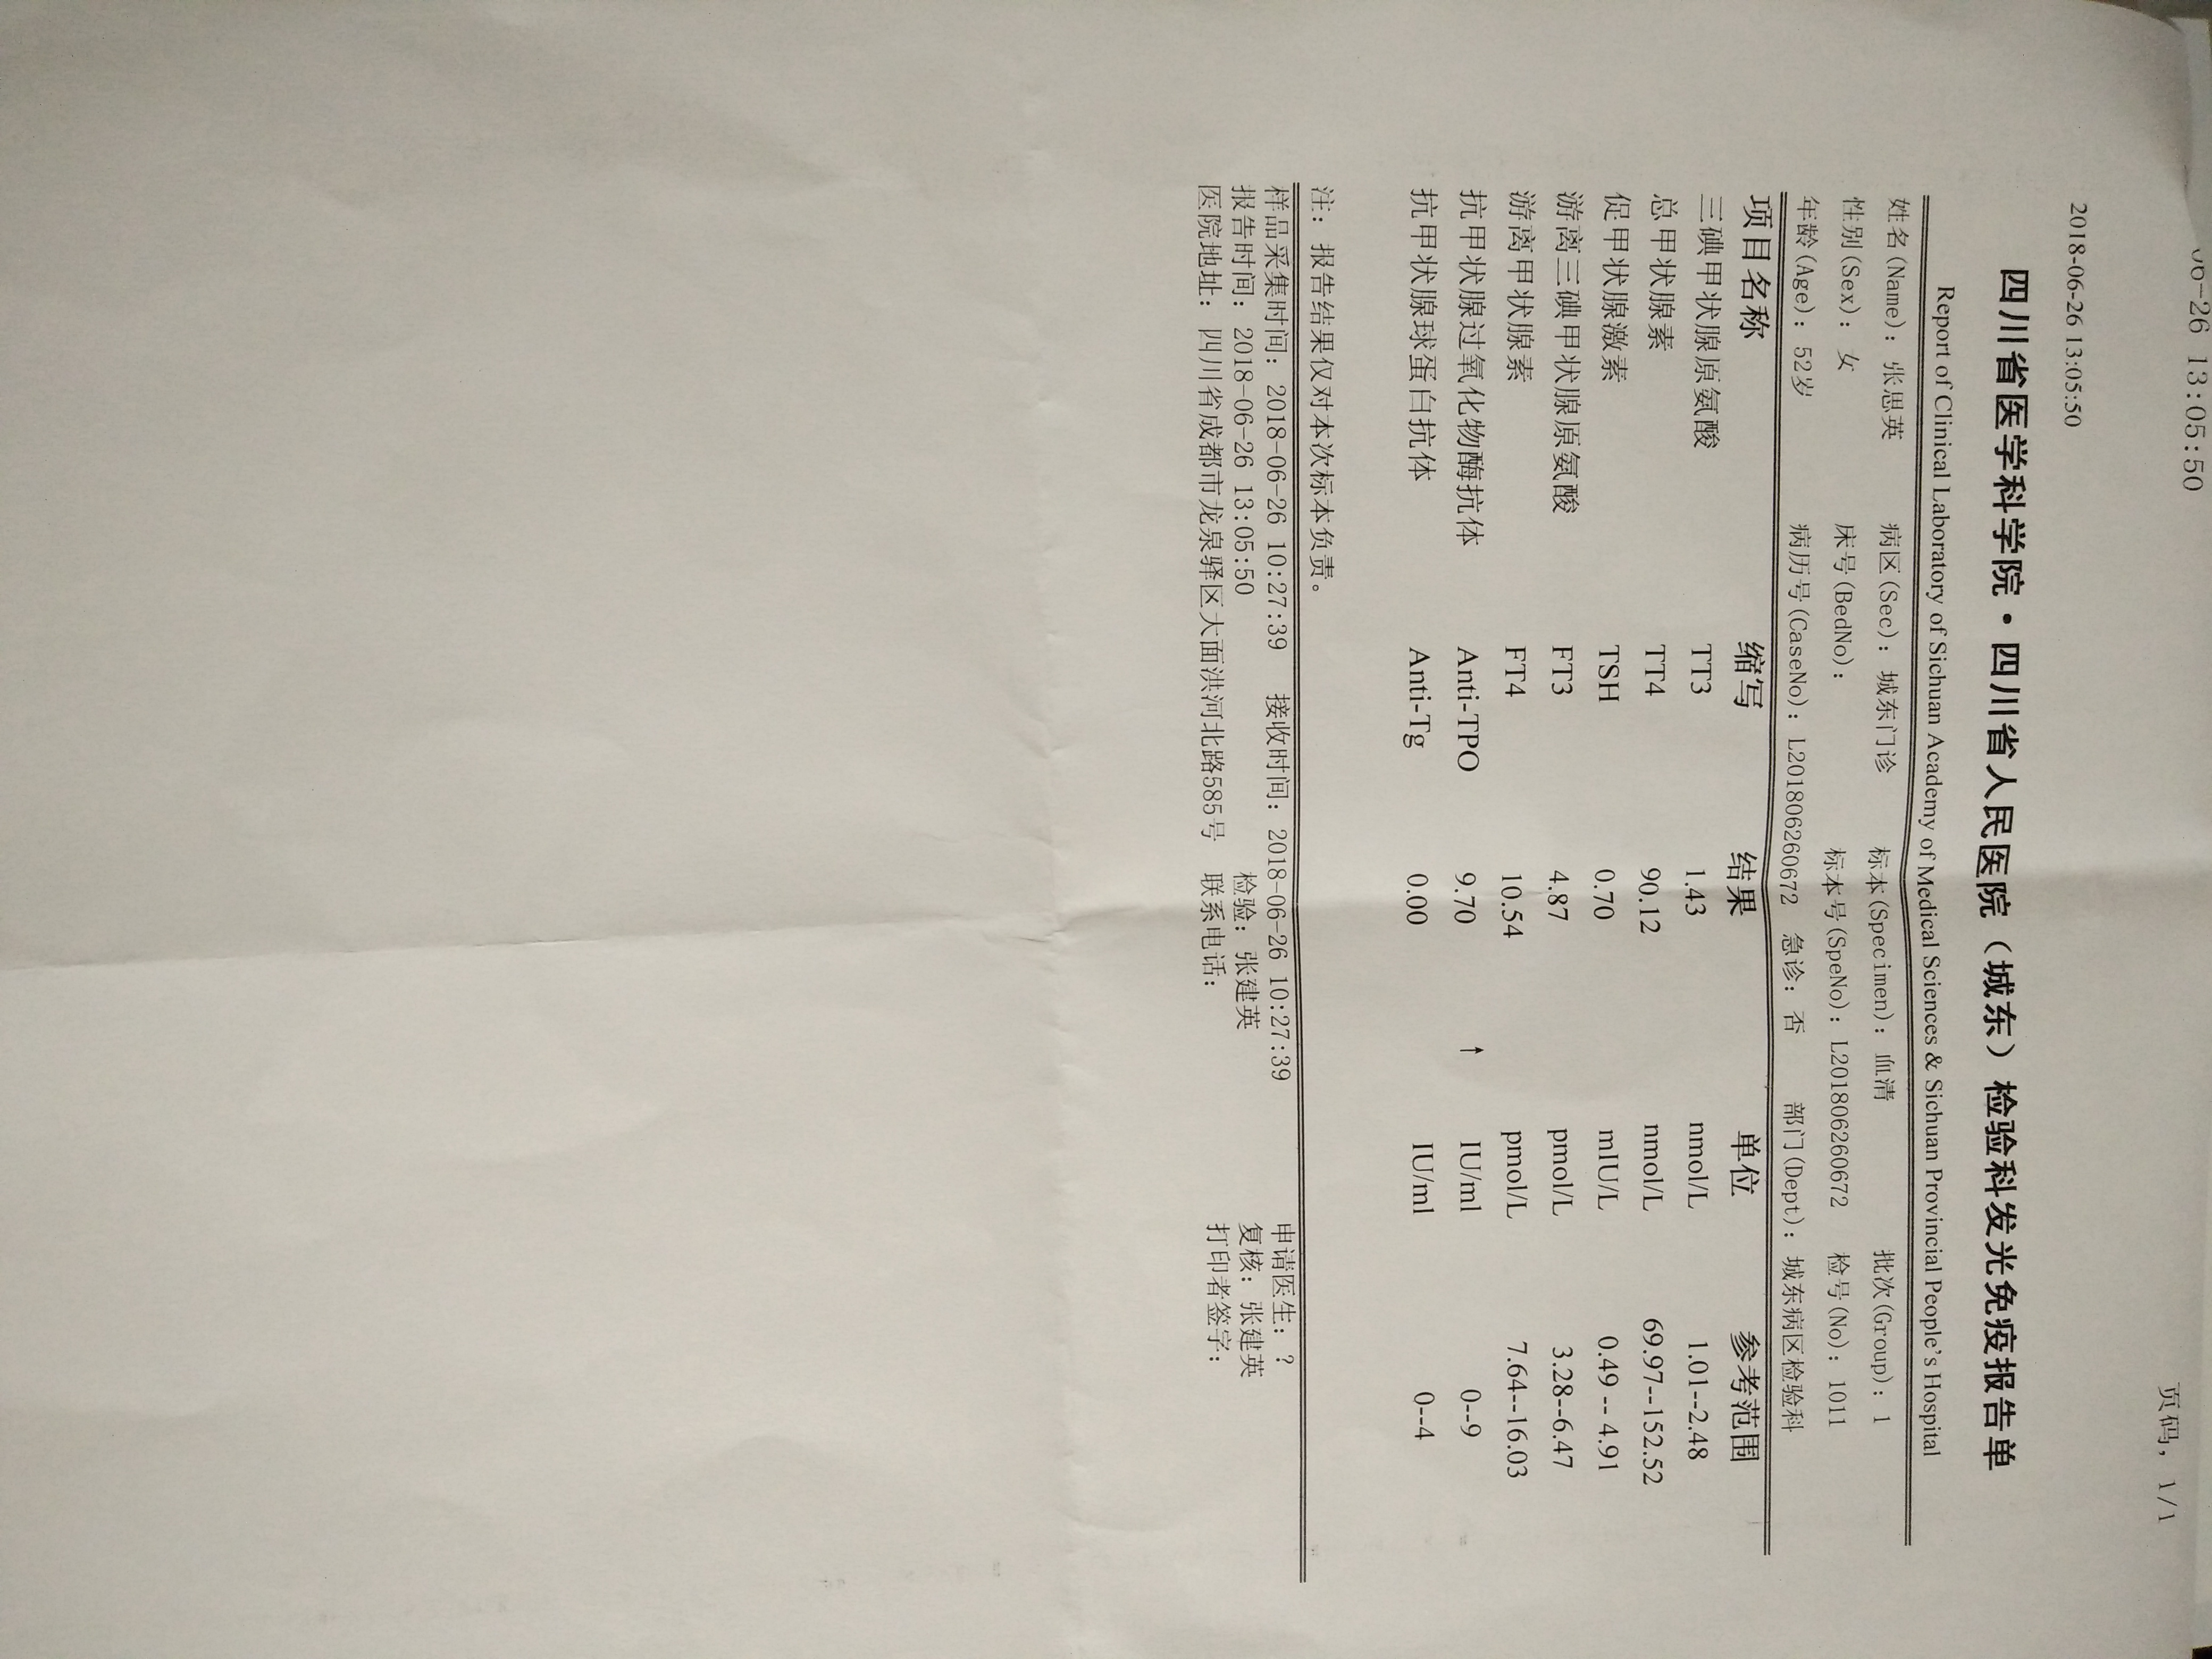 06-26 13:05:50
页码, 1/1
2018-06-26 13:05:50
四川省医学科学院·四川省人民医院（城东）检验科发光免疫报告单
Report of Clinical Laboratory of Sichuan Academy of Medical Sciences & Sichuan Provincial People's Hospital
姓名(Name): 张思英 病区(Sec): 城东门诊 标本(Specimen): 血清 批次(Group): 1
性别(Sex): 女 床号(BedNo): 标本号(SpeNo): L201806260672 检号(No): 1011
年龄(Age): 52岁 病历号(CaseNo): L201806260672 急诊: 否 部门(Dept): 城东病区检验科
项目名称 缩写 结果 单位 参考范围
三碘甲状腺原氨酸 TT3 1.43 nmol/L 1.01--2.48
总甲状腺素 TT4 90.12 nmol/L 69.97--152.52
促甲状腺激素 TSH 0.70 mIU/L 0.49 -- 4.91
游离三碘甲状腺原氨酸 FT3 4.87 pmol/L 3.28--6.47
游离甲状腺素 FT4 10.54 pmol/L 7.64--16.03
抗甲状腺过氧化物酶抗体 Anti-TPO 9.70 ↑ IU/ml 0--9
抗甲状腺球蛋白抗体 Anti-Tg 0.00 IU/ml 0--4
注: 报告结果仅对本次标本负责。
样品采集时间: 2018-06-26 10:27:39 接收时间: 2018-06-26 10:27:39 申请医生: ?
报告时间: 2018-06-26 13:05:50 检验: 张建英 复核: 张建英
医院地址: 四川省成都市龙泉驿区大面洪河北路585号 联系电话: 打印者签字: